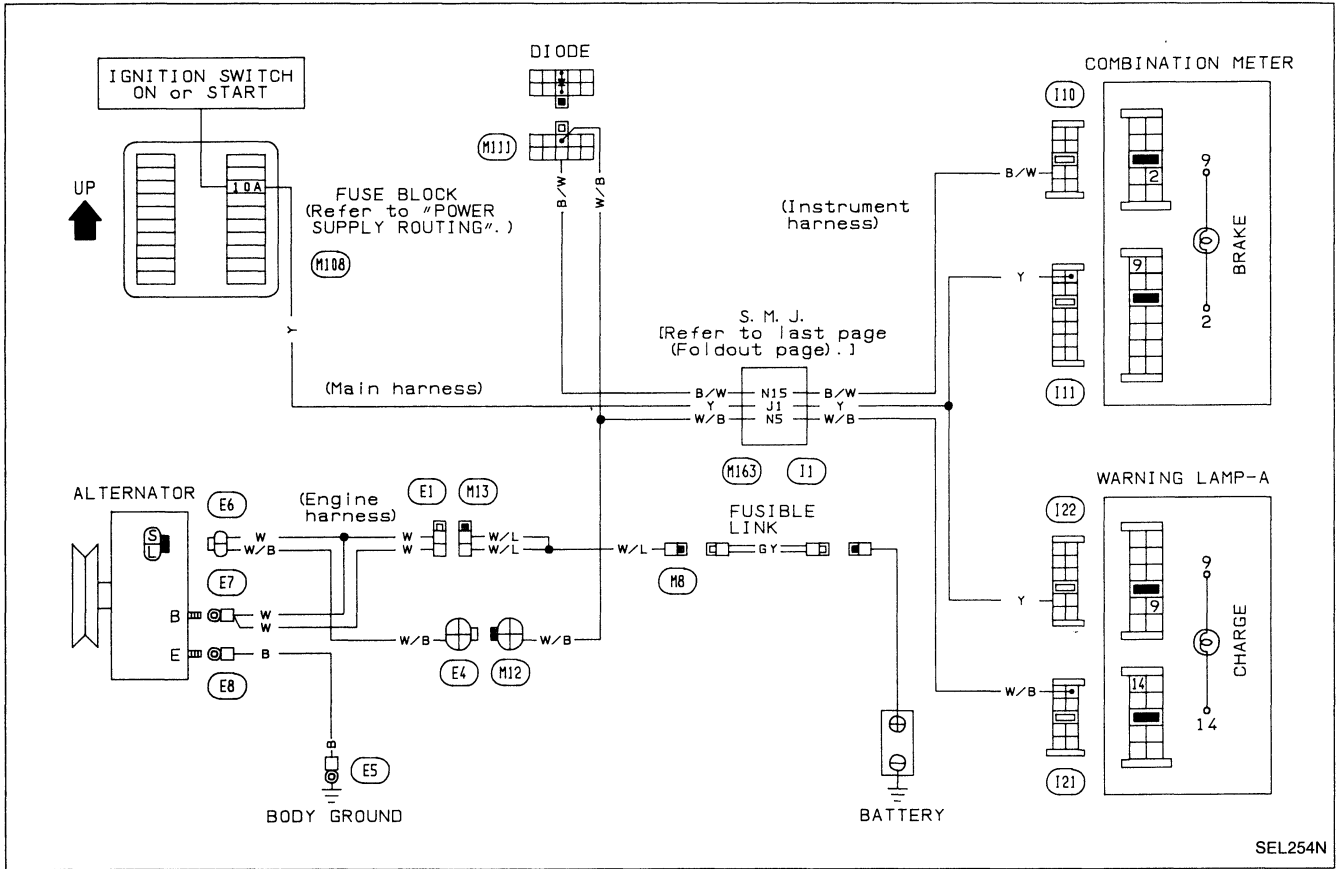 IGNITION SWITCH
ON or START
UP
10A
FUSE BLOCK
(Refer to "POWER
SUPPLY ROUTING".)
M108
Y
(Main harness)
DIODE
M111
B/W
W/B
(Instrument
harness)
S. M. J.
[Refer to last page
(Foldout page).]
B/W N15 B/W
Y J1 Y
W/B N5 W/B
M163
I1
COMBINATION METER
I10
B/W
2
9
BRAKE
2
Y
9
I11
WARNING LAMP-A
I22
Y
9
9
CHARGE
14
W/B
14
I21
ALTERNATOR
S
L
E6
W
W/B
E7
(Engine
harness)
E1
M13
W
W
W/L
W/L
W/L
M8
FUSIBLE
LINK
GY
B
W
W
W/B
E4
M12
W/B
E
B
E8
B
E5
BODY GROUND
BATTERY
SEL254N